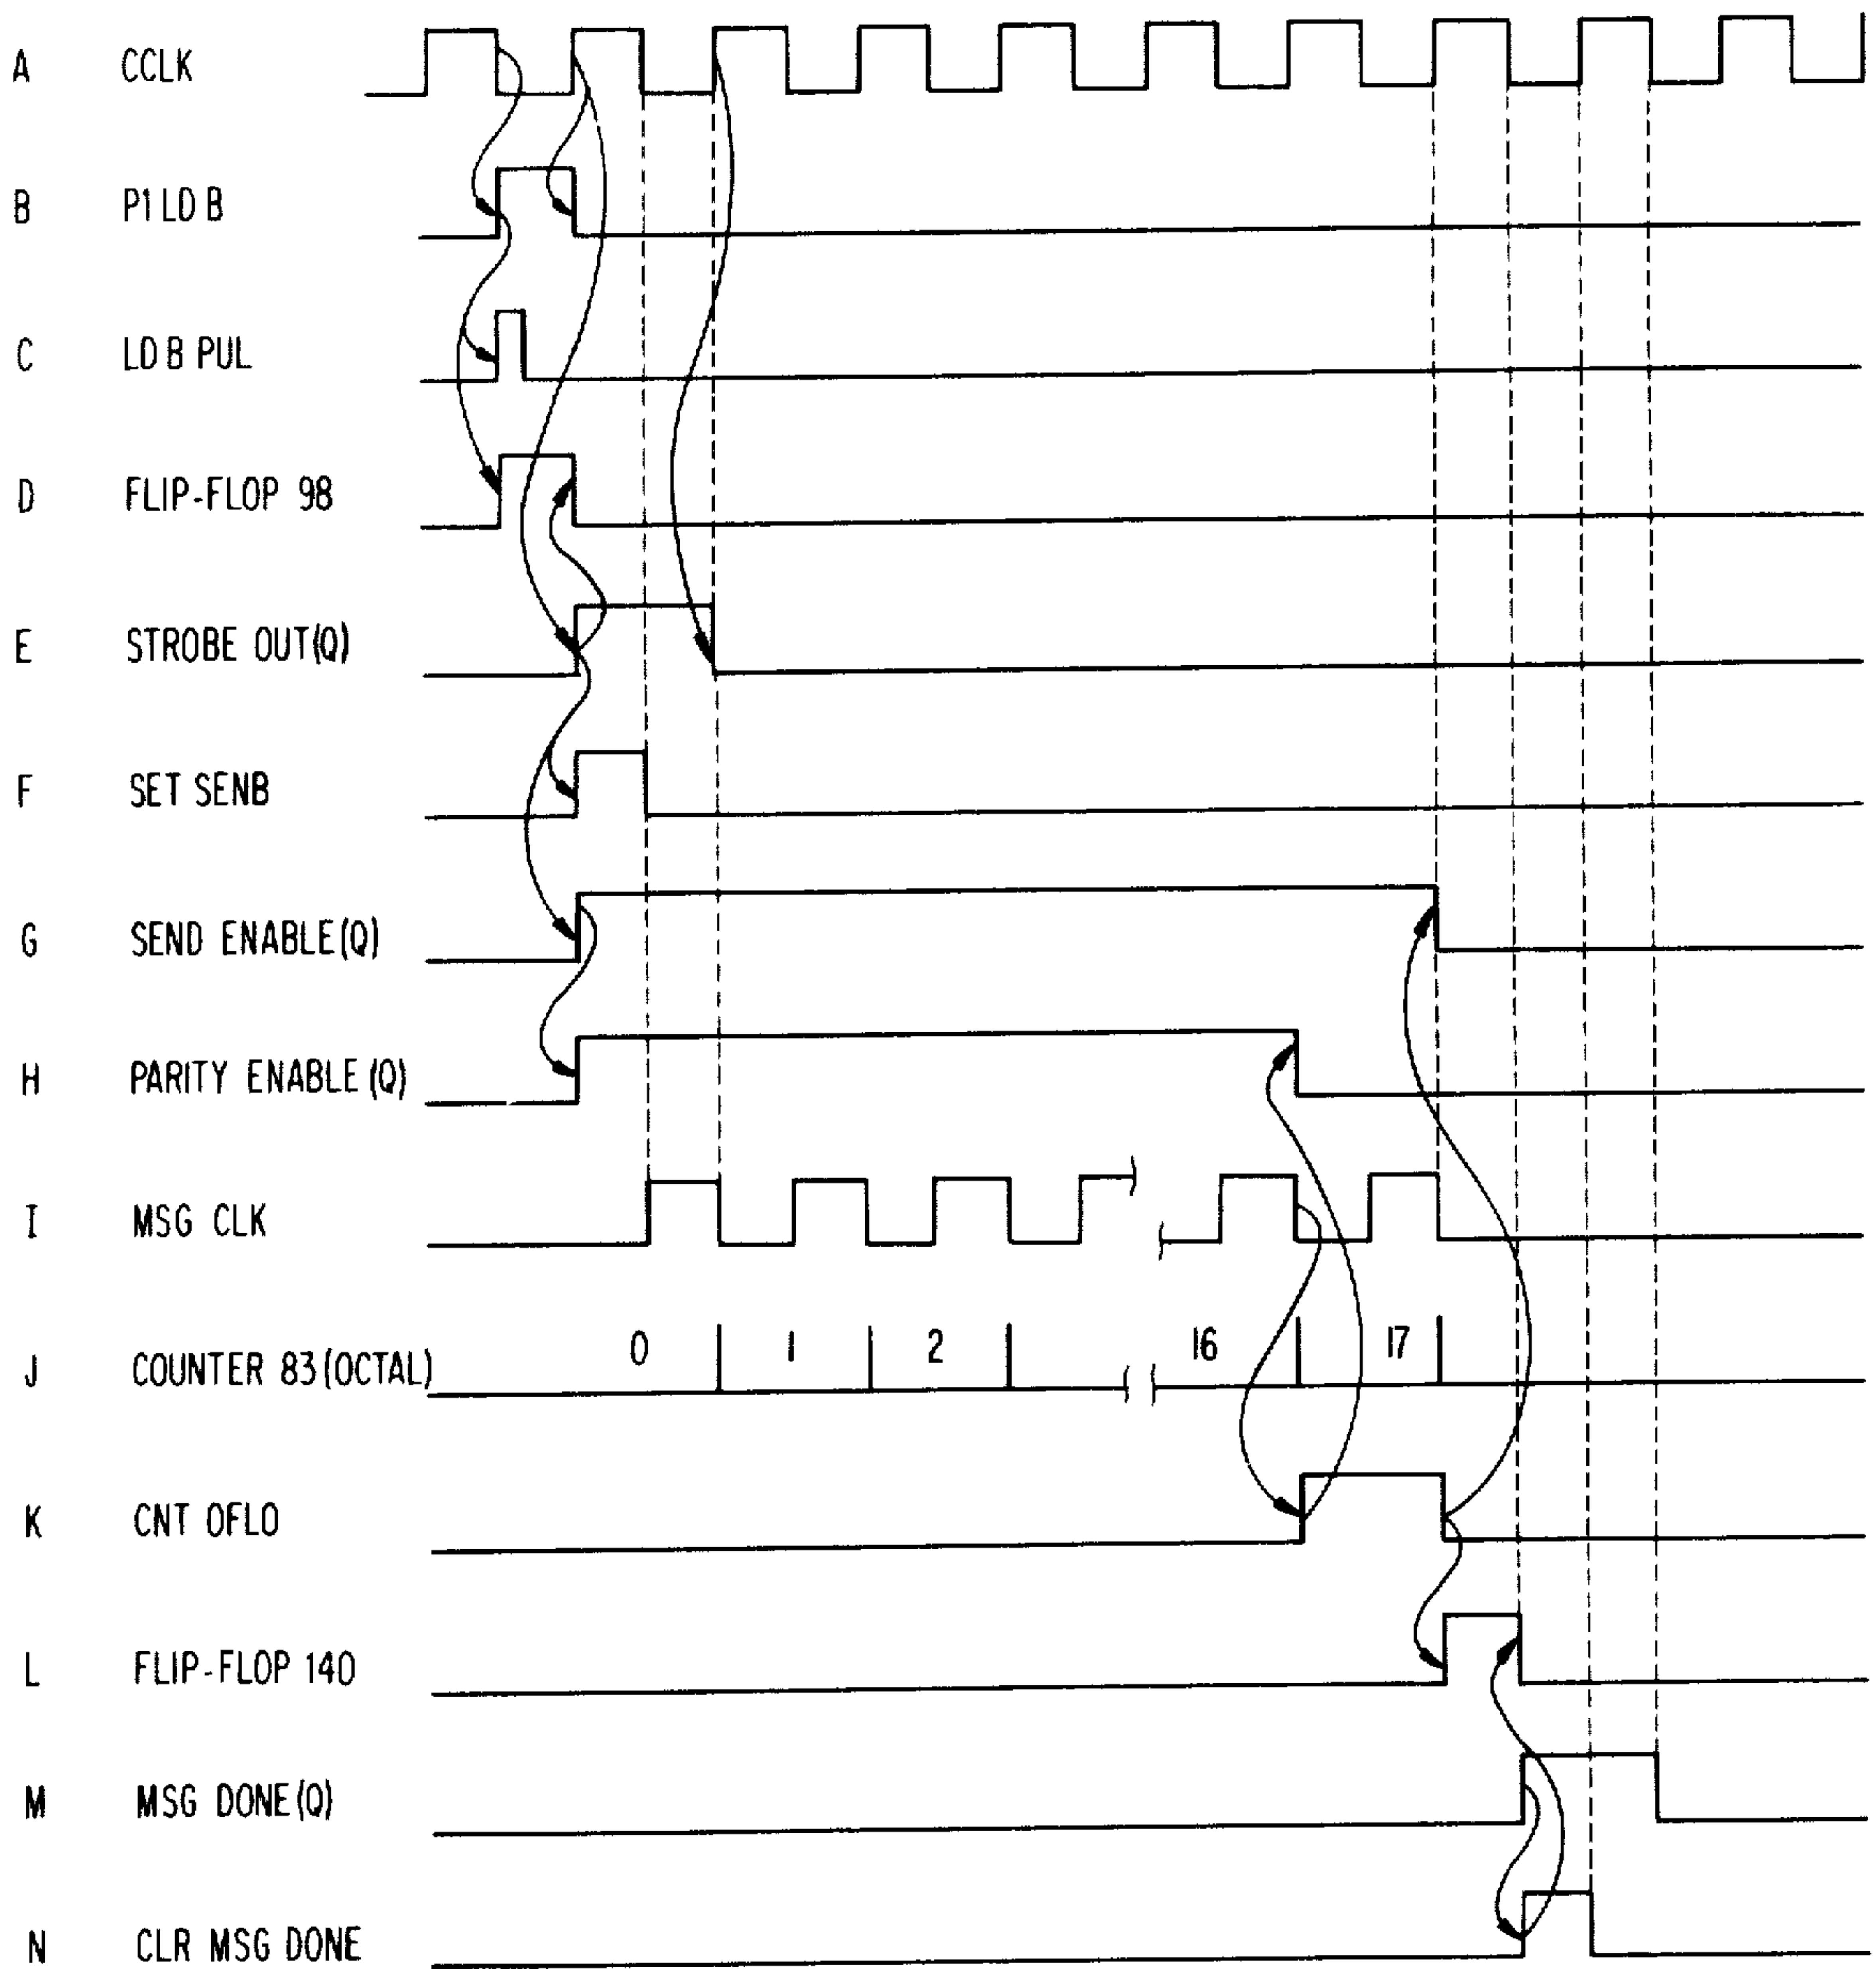 A CCLK
B P1 LD B
C LD B PUL
D FLIP-FLOP 98
E STROBE OUT(Q)
F SET SENB
G SEND ENABLE(Q)
H PARITY ENABLE (Q)
I MSG CLK
J COUNTER 83(OCTAL) 0 1 2 16 17
K CNT OFLO
L FLIP-FLOP 140
M MSG DONE(Q)
N CLR MSG DONE